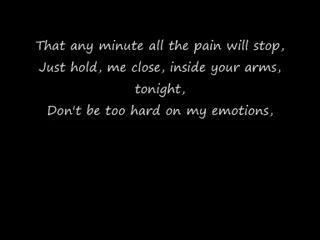 That any minute all the pain will stop,
Just hold, me close, inside your arms,
tonight,
Don't be too hard on my emotions,